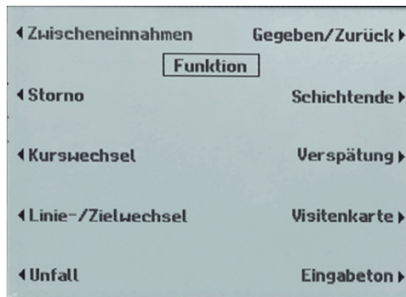 Zwischeneinnahmen Gegeben/Zurück
Funktion
Storno Schichtende
Kurswechsel Verspätung
Linie-/Zielwechsel Visitenkarte
Unfall Eingabeton